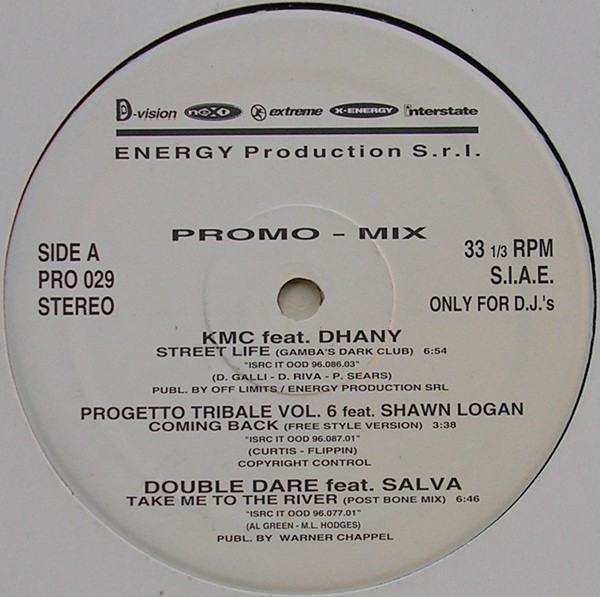 D-vision next extreme X-ENERGY interstate
ENERGY Production S.r.l.
PROMO - MIX
SIDE A
PRO 029
STEREO
33 1/3 RPM
S.I.A.E.
ONLY FOR D.J.'s
KMC feat. DHANY
STREET LIFE (GAMBA'S DARK CLUB) 6:54
"ISRC IT OOD 96.086.03"
(D. GALLI - D. RIVA - P. SEARS)
PUBL. BY OFF LIMITS / ENERGY PRODUCTION SRL
PROGETTO TRIBALE VOL. 6 feat. SHAWN LOGAN
COMING BACK (FREE STYLE VERSION) 3:38
"ISRC IT OOD 96.087.01"
(CURTIS - FLIPPIN)
COPYRIGHT CONTROL
DOUBLE DARE feat. SALVA
TAKE ME TO THE RIVER (POST BONE MIX) 6:46
"ISRC IT OOD 96.077.01"
(AL GREEN - M.L. HODGES)
PUBL. BY WARNER CHAPPEL